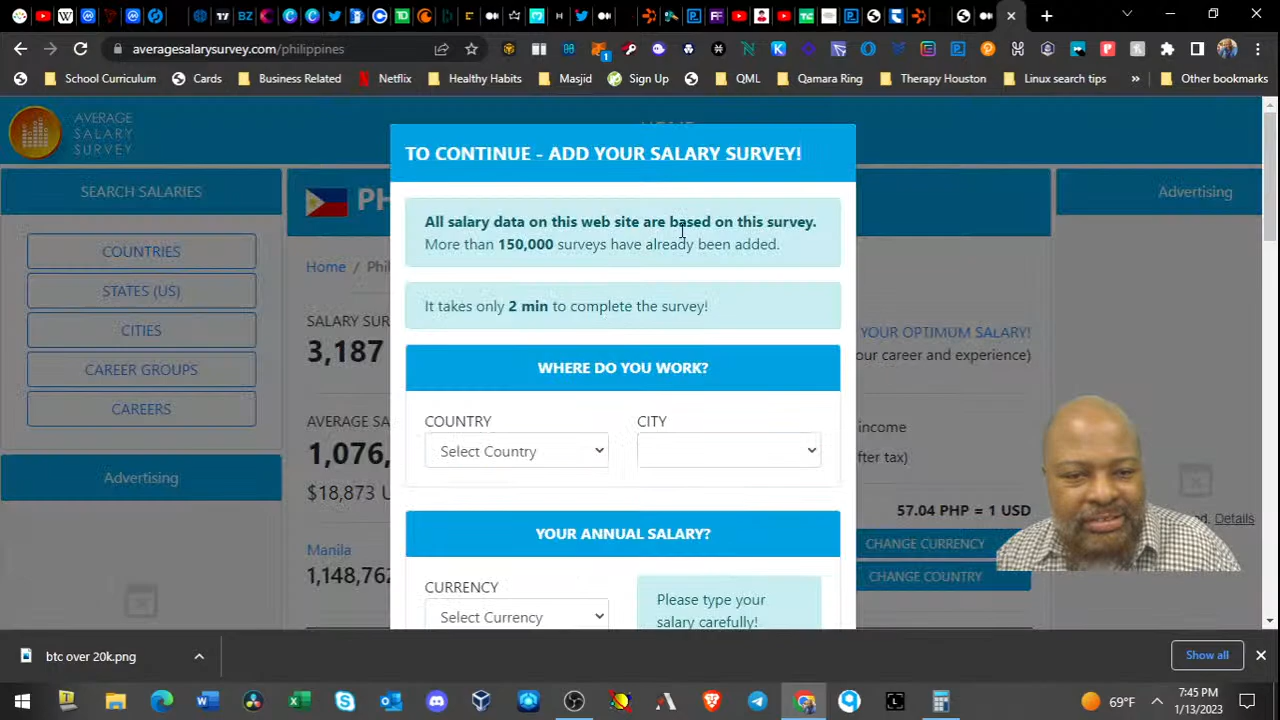 averagesalarysurvey.com/philippines
1
School Curriculum
Cards
Business Related
Netflix
Healthy Habits
Masjid
Sign Up
QML
Qamara Ring
Therapy Houston
Linux search tips
»
Other bookmarks
AVERAGE
SALARY
SURVEY
SEARCH SALARIES
COUNTRIES
STATES (US)
CITIES
CAREER GROUPS
CAREERS
Advertising
PH
Home / Phil
SALARY SUR
3,187
AVERAGE SA
1,076,
$18,873 U
Manila
1,148,762
TO CONTINUE - ADD YOUR SALARY SURVEY!
All salary data on this web site are based on this survey.
More than 150,000 surveys have already been added.
It takes only 2 min to complete the survey!
WHERE DO YOU WORK?
COUNTRY
Select Country
CITY
YOUR ANNUAL SALARY?
CURRENCY
Select Currency
Please type your
salary carefully!
YOUR OPTIMUM SALARY!
our career and experience)
income
fter tax)
57.04 PHP = 1 USD
CHANGE CURRENCY
CHANGE COUNTRY
Advertising
d. Details
btc over 20k.png
Show all
69°F
7:45 PM
1/13/2023